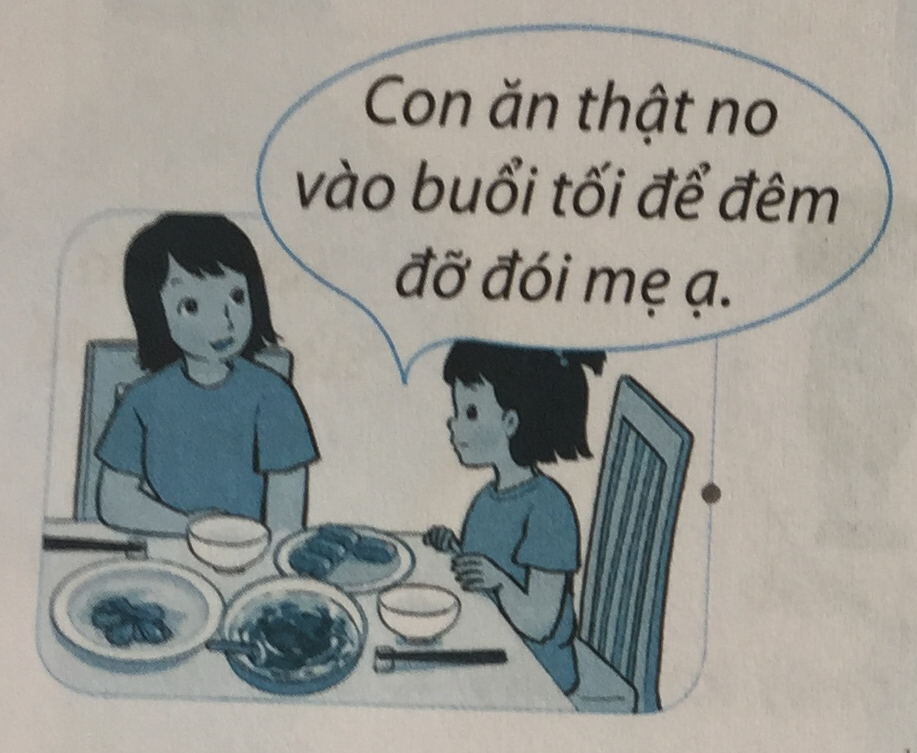 Con ăn thật no
vào buổi tối để đêm
đỡ đói mẹ ạ.